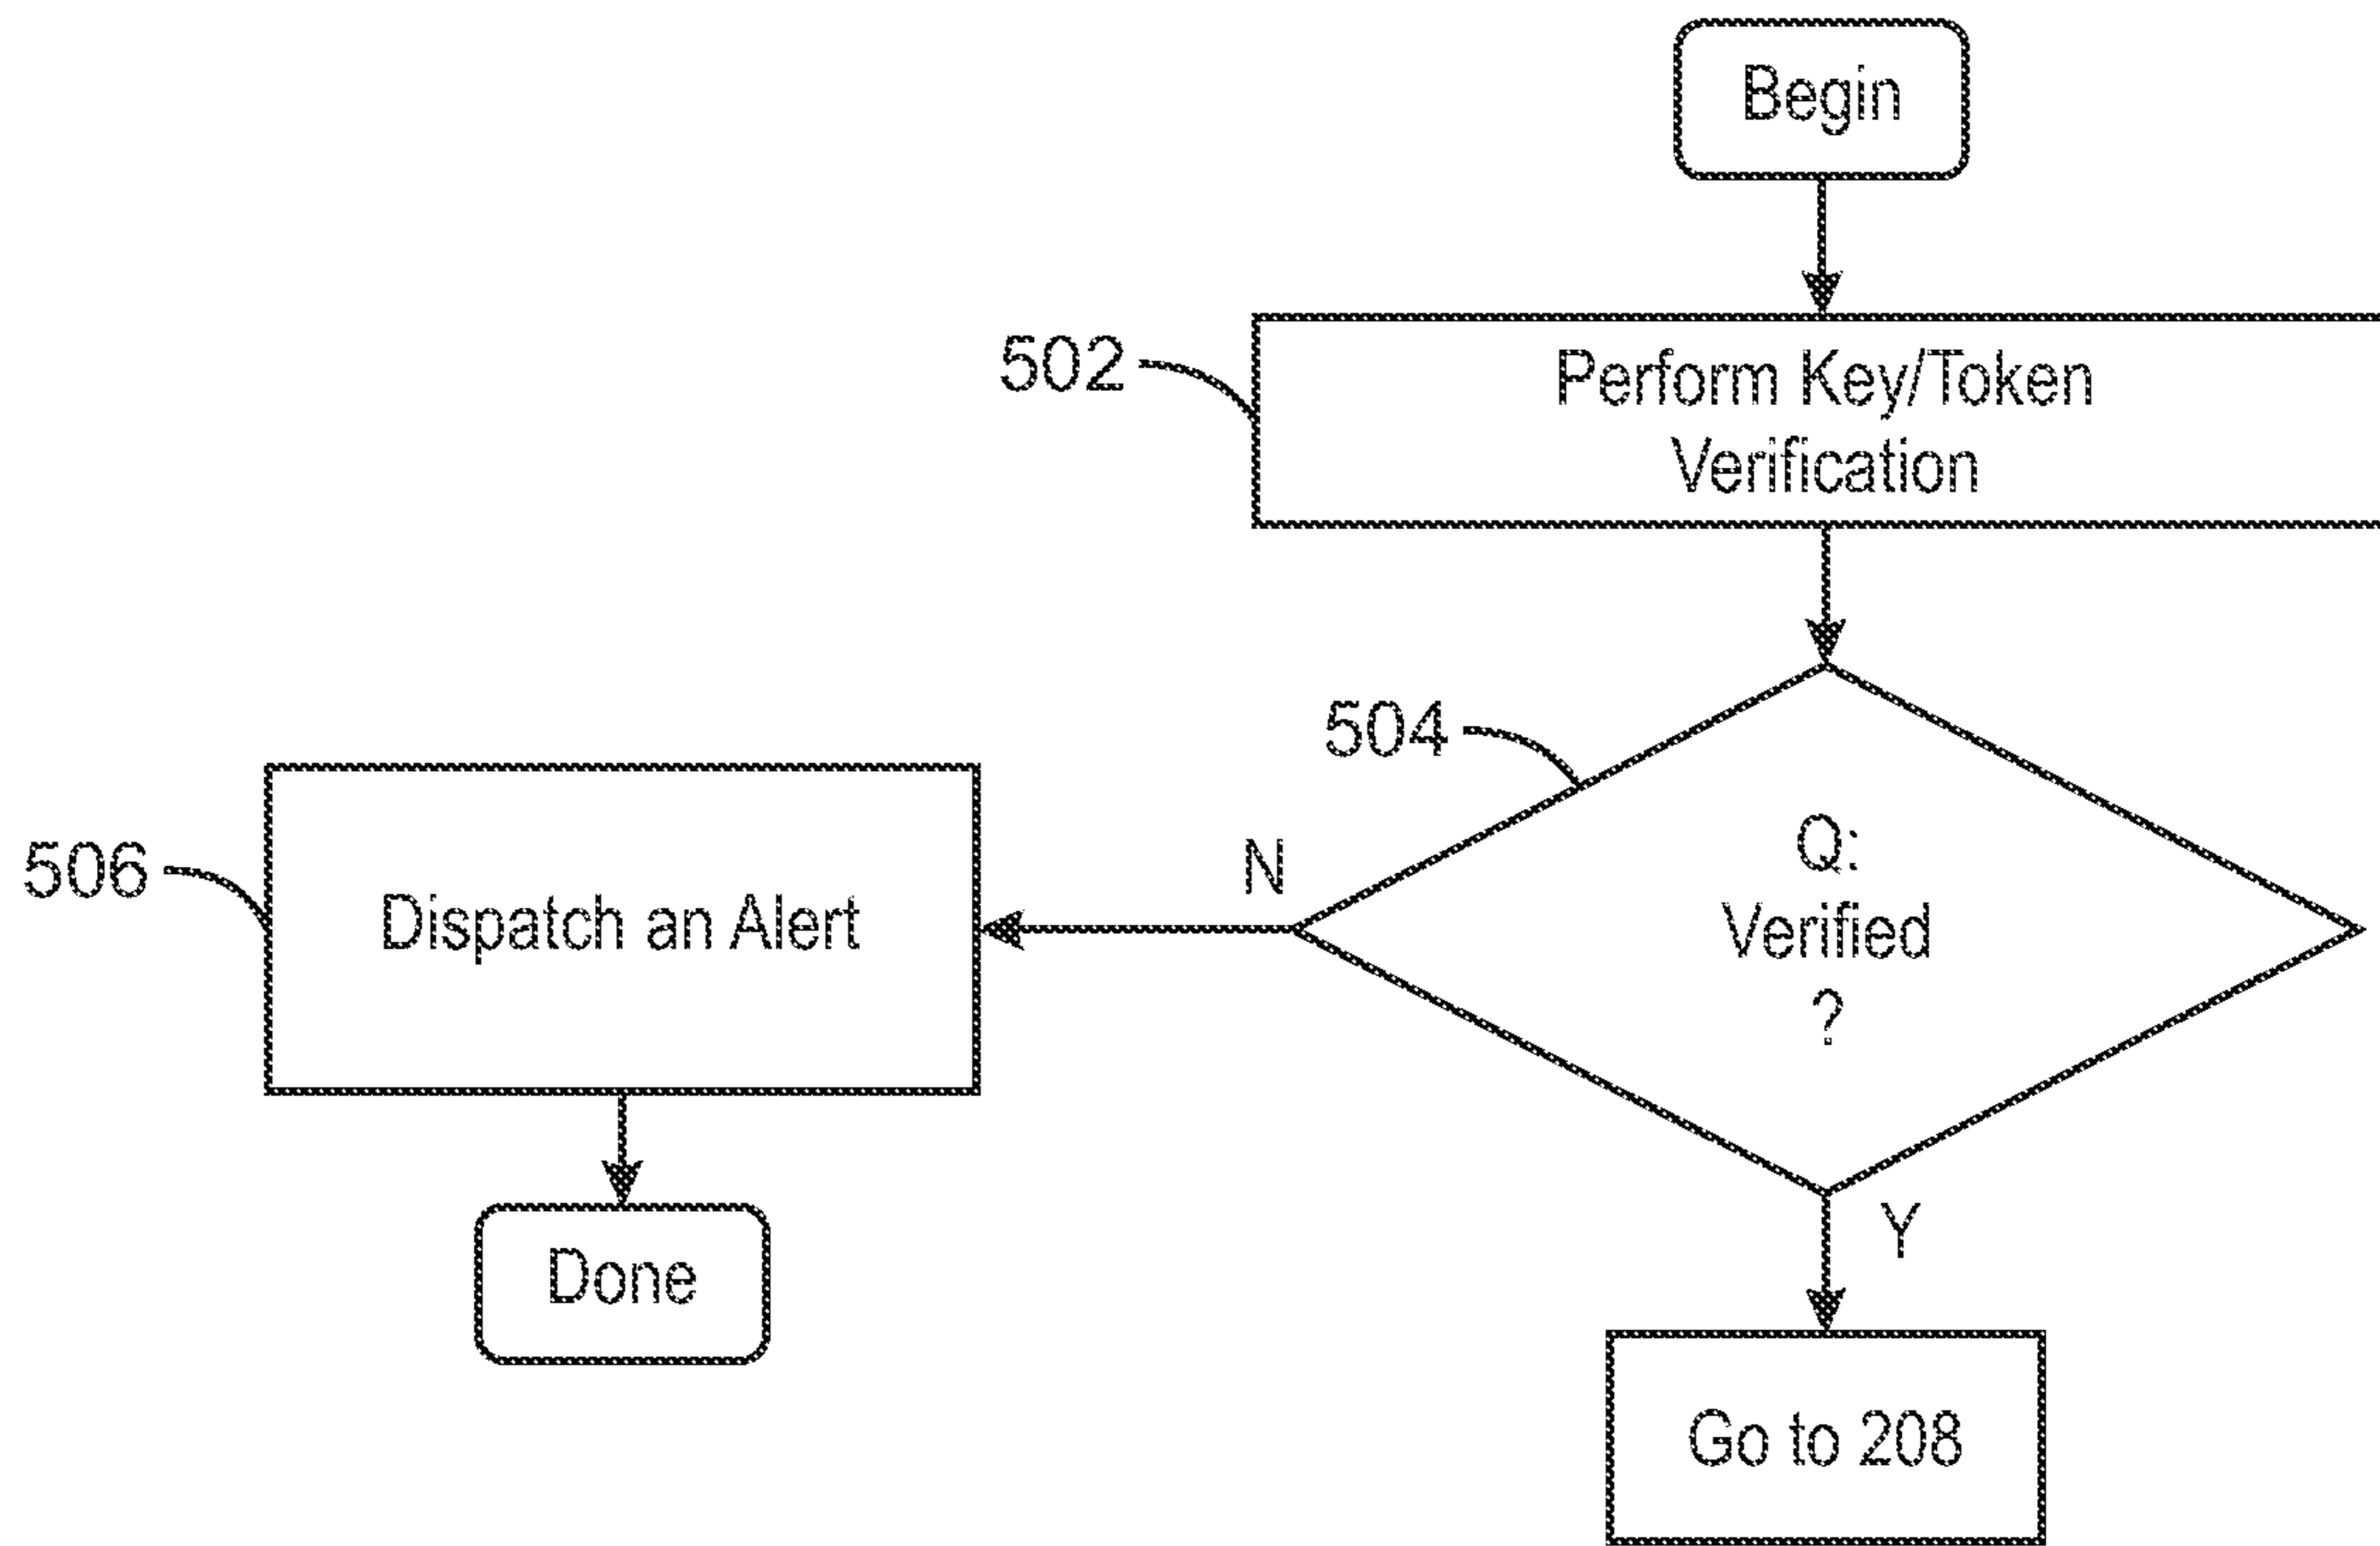 Begin
502
Perform Key/Token
Verification
504
Q:
Verified
?
N
506
Dispatch an Alert
Y
Done
Go to 208